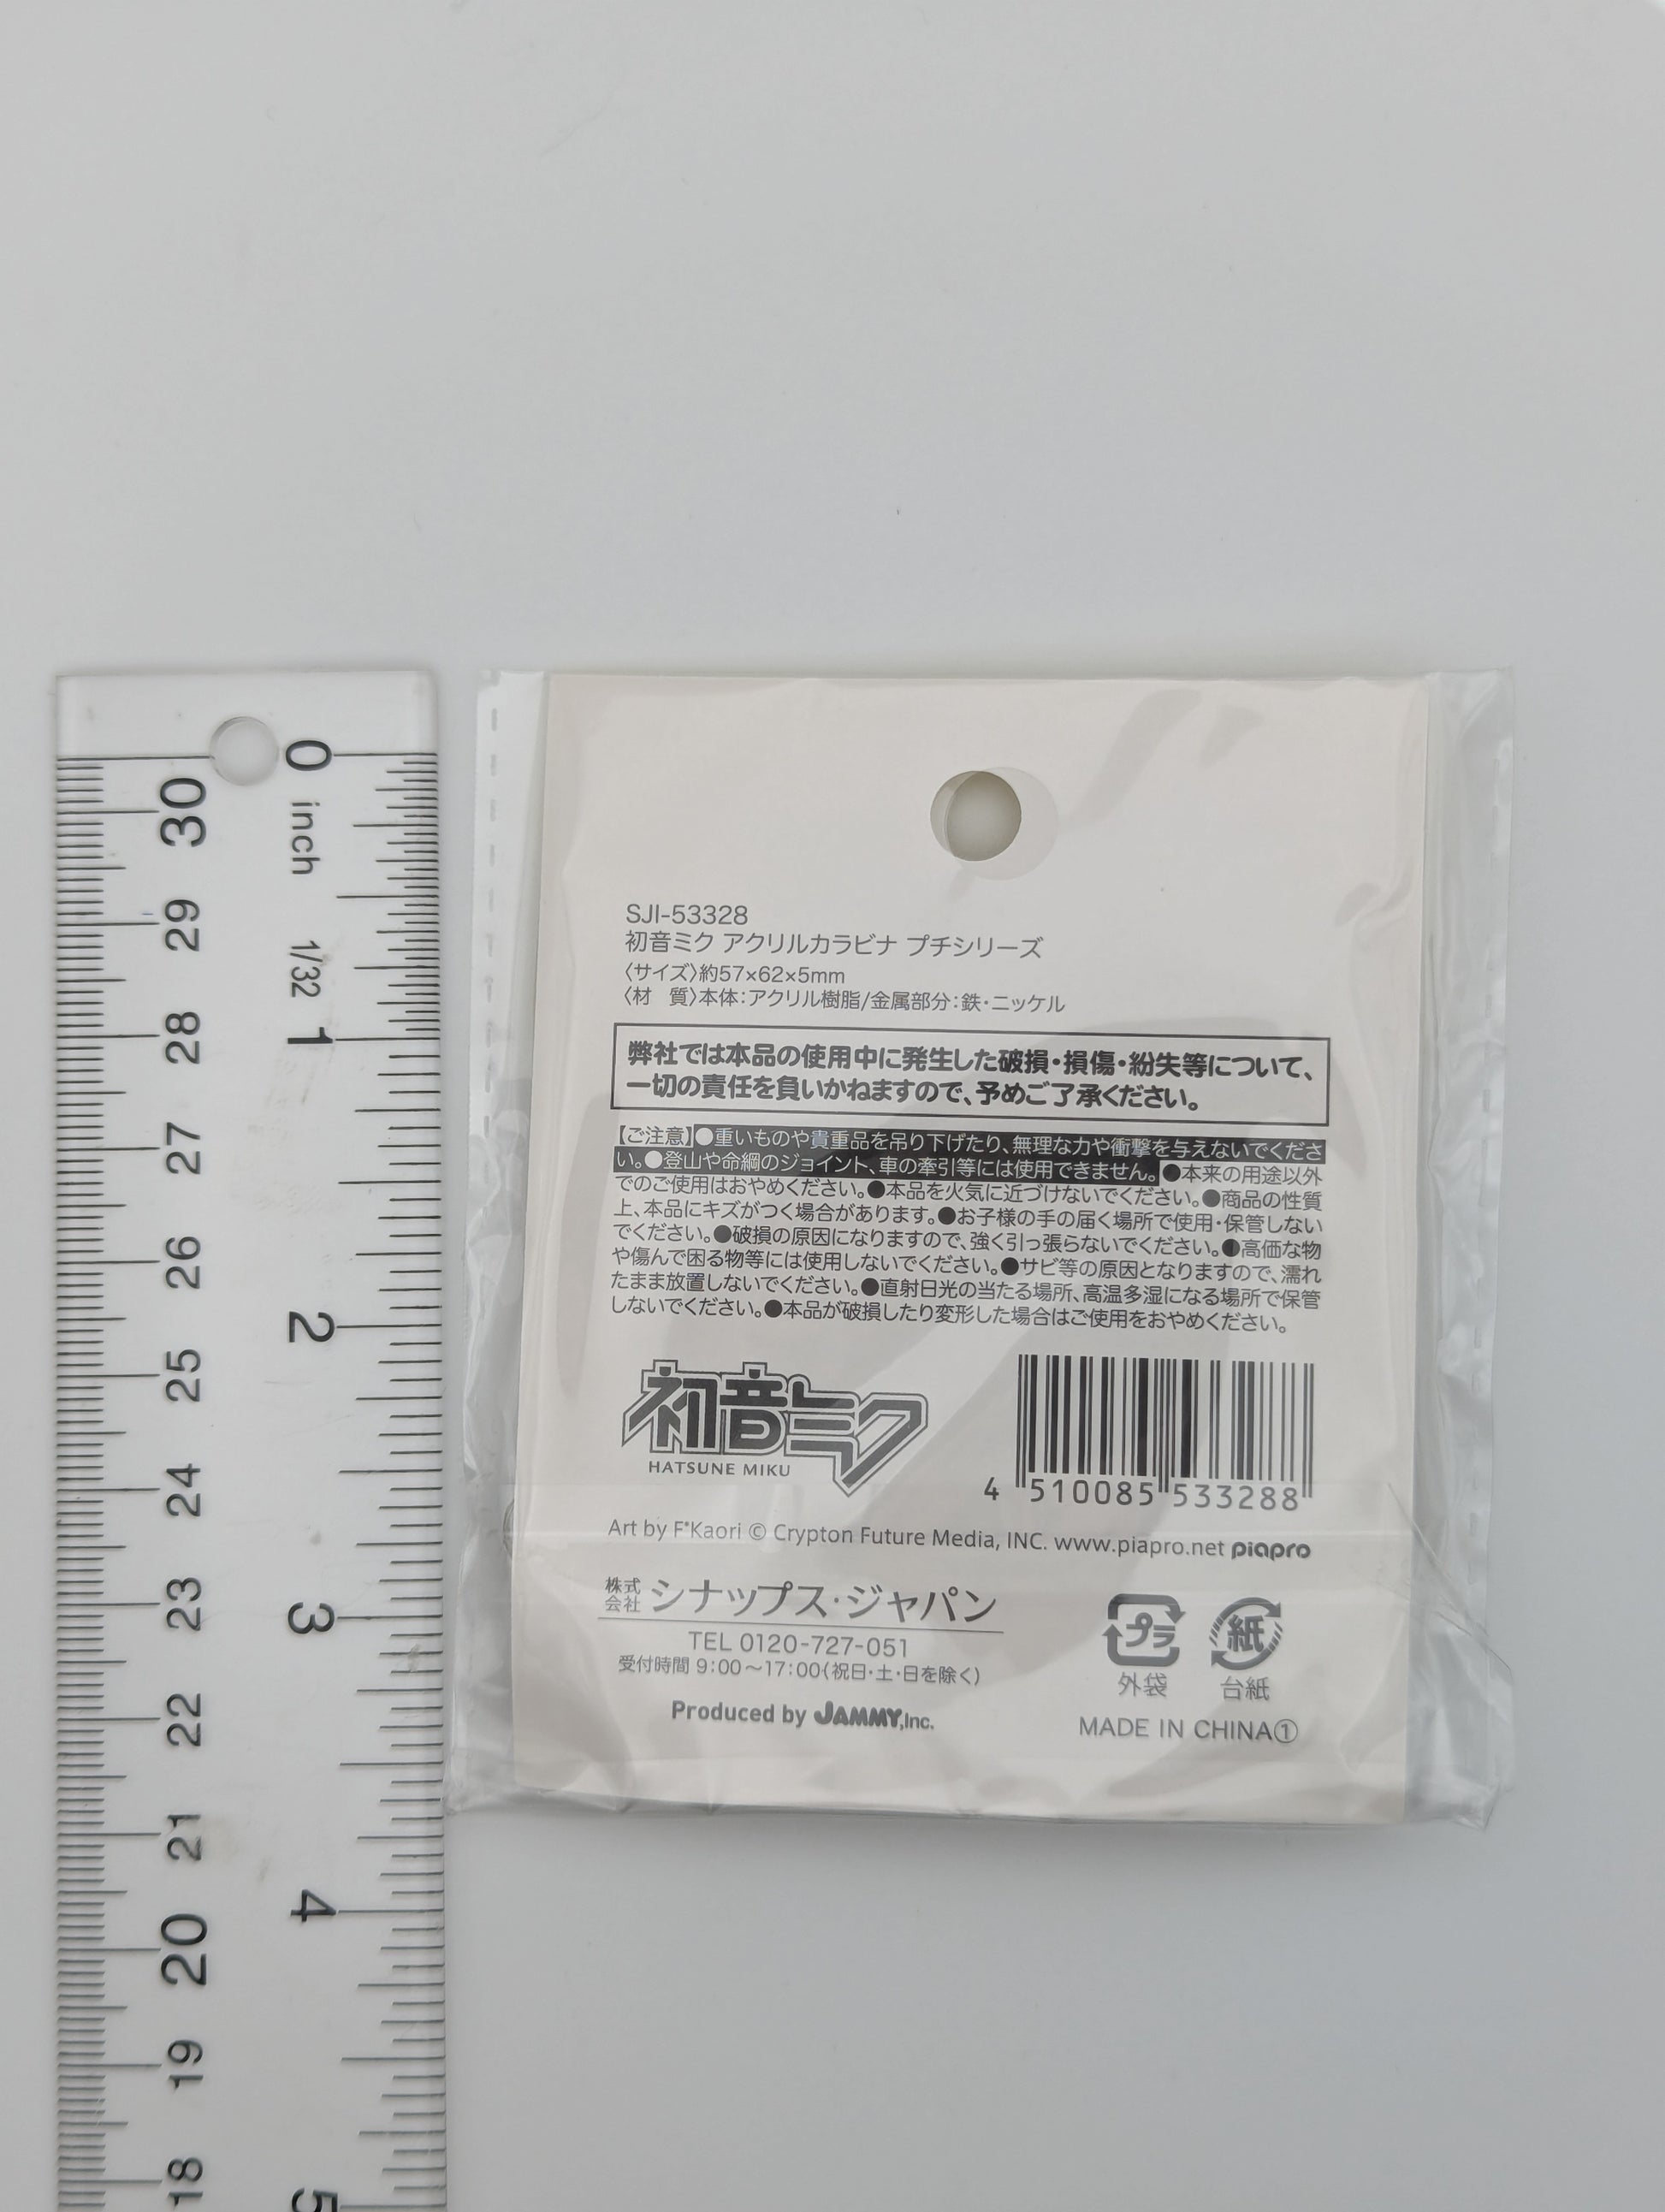 0
inch
1/32
1
2
3
4
5
30
29
28
27
26
25
24
23
22
21
20
19
18
SJI-53328
初音ミク アクリルカラビナ プチシリーズ
〈サイズ〉約57×62×5mm
〈材　質〉本体：アクリル樹脂/金属部分：鉄・ニッケル
弊社では本品の使用中に発生した破損・損傷・紛失等について、
一切の責任を負いかねますので、予めご了承ください。
【ご注意】●重いものや貴重品を吊り下げたり、無理な力や衝撃を与えないでくださ
い。●登山や命綱のジョイント、車の牽引等には使用できません。●本来の用途以外
でのご使用はおやめください。●本品を火気に近づけないでください。●商品の性質
上、本品にキズがつく場合があります。●お子様の手の届く場所で使用・保管しない
でください。●破損の原因になりますので、強く引っ張らないでください。●高価な物
や傷んで困る物等には使用しないでください。●サビ等の原因となりますので、濡れ
たまま放置しないでください。●直射日光の当たる場所、高温多湿になる場所で保管
しないでください。●本品が破損したり変形した場合はご使用をおやめください。
初音ミク
HATSUNE MIKU
4 510085 533288
Art by F*Kaori © Crypton Future Media, INC. www.piapro.net piapro
株式会社 シナップス・ジャパン
TEL 0120-727-051
受付時間 9：00～17：00(祝日・土・日を除く)
Produced by JAMMY,Inc.
プラ
外袋
紙
台紙
MADE IN CHINA①